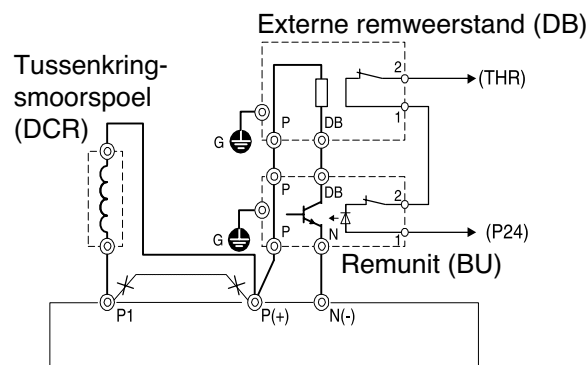 Externe remweerstand (DB)
Tussenkring-
smoorspoel
(DCR)
2
(THR)
P
DB
1
G
P
DB
2
G
P
N
1
(P24)
Remunit (BU)
P1
P(+)
N(-)